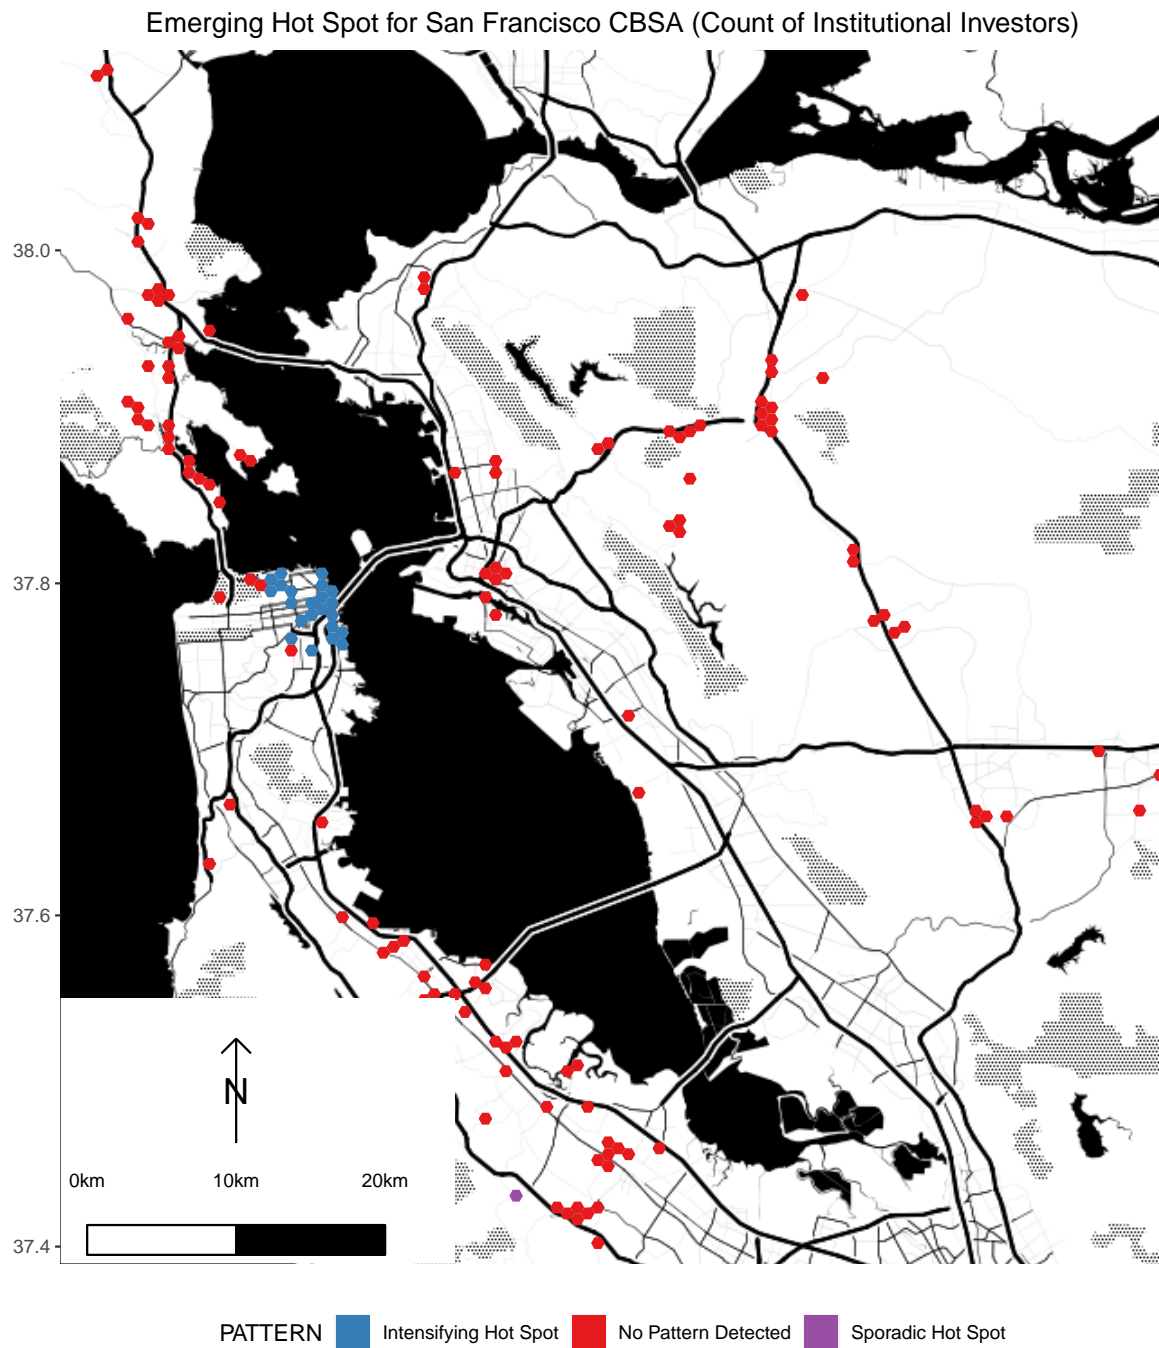 Emerging Hot Spot for San Francisco CBSA (Count of Institutional Investors)
38.0
37.8
37.6
37.4
N
0km 10km 20km
PATTERN Intensifying Hot Spot No Pattern Detected Sporadic Hot Spot